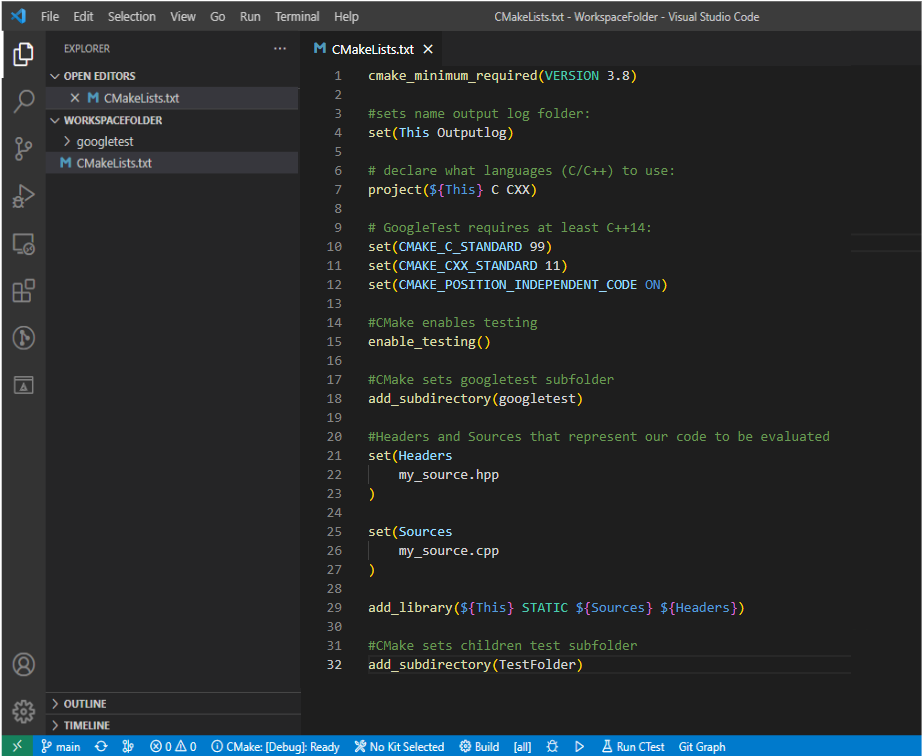 File Edit Selection View Go Run Terminal Help CMakeLists.txt - WorkspaceFolder - Visual Studio Code
EXPLORER ...
OPEN EDITORS
M CMakeLists.txt
WORKSPACEFOLDER
googletest
M CMakeLists.txt
OUTLINE
TIMELINE
M CMakeLists.txt
1 cmake_minimum_required(VERSION 3.8)
2
3 #sets name output log folder:
4 set(This Outputlog)
5
6 # declare what languages (C/C++) to use:
7 project(${This} C CXX)
8
9 # GoogleTest requires at least C++14:
10 set(CMAKE_C_STANDARD 99)
11 set(CMAKE_CXX_STANDARD 11)
12 set(CMAKE_POSITION_INDEPENDENT_CODE ON)
13
14 #CMake enables testing
15 enable_testing()
16
17 #CMake sets googletest subfolder
18 add_subdirectory(googletest)
19
20 #Headers and Sources that represent our code to be evaluated
21 set(Headers
22 my_source.hpp
23 )
24
25 set(Sources
26 my_source.cpp
27 )
28
29 add_library(${This} STATIC ${Sources} ${Headers})
30
31 #CMake sets children test subfolder
32 add_subdirectory(TestFolder)
main 0 0 CMake: [Debug]: Ready No Kit Selected Build [all] Run CTest Git Graph